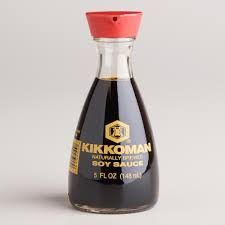 KIKKOMAN
NATURALLY BREWED
SOY SAUCE
5 FL OZ (148 mL)